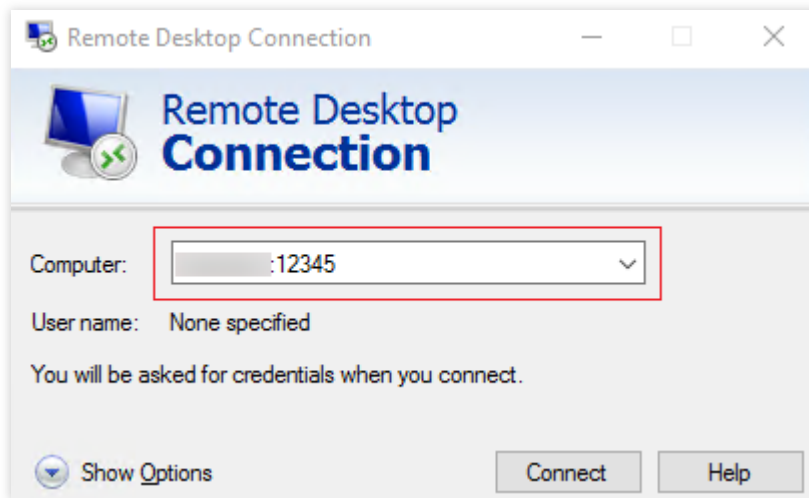 Remote Desktop Connection
Remote Desktop
Connection
Computer: :12345
User name: None specified
You will be asked for credentials when you connect.
Show Options Connect Help